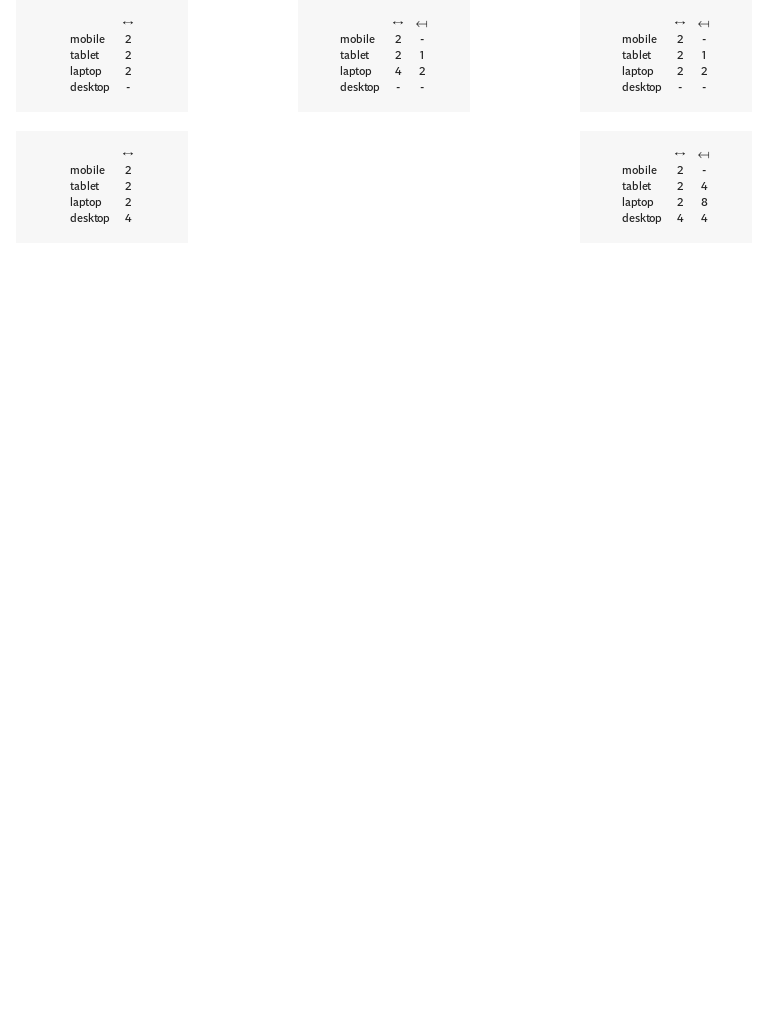 ↔
mobile 2
tablet 2
laptop 2
desktop -
↔ ↤
mobile 2 -
tablet 2 1
laptop 4 2
desktop - -
↔ ↤
mobile 2 -
tablet 2 1
laptop 2 2
desktop - -
↔
mobile 2
tablet 2
laptop 2
desktop 4
↔ ↤
mobile 2 -
tablet 2 4
laptop 2 8
desktop 4 4